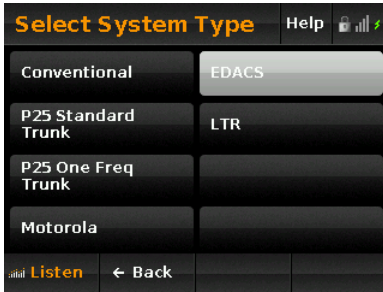 Select System Type
Help
Conventional
EDACS
P25 Standard
Trunk
LTR
P25 One Freq
Trunk
Motorola
Listen
← Back